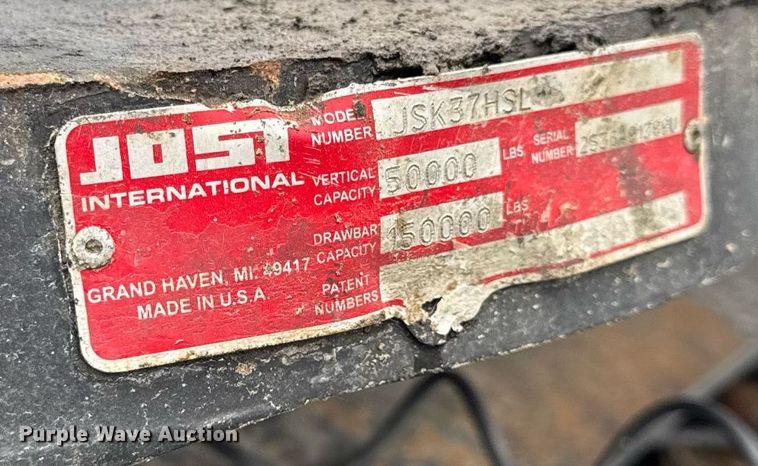 JOST
INTERNATIONAL
GRAND HAVEN, MI. 49417
MADE IN U.S.A.
MODEL NUMBER JSK37HSL
VERTICAL CAPACITY 50000 LBS
SERIAL NUMBER
DRAWBAR CAPACITY 150000 LBS
PATENT NUMBERS
Purple Wave Auction